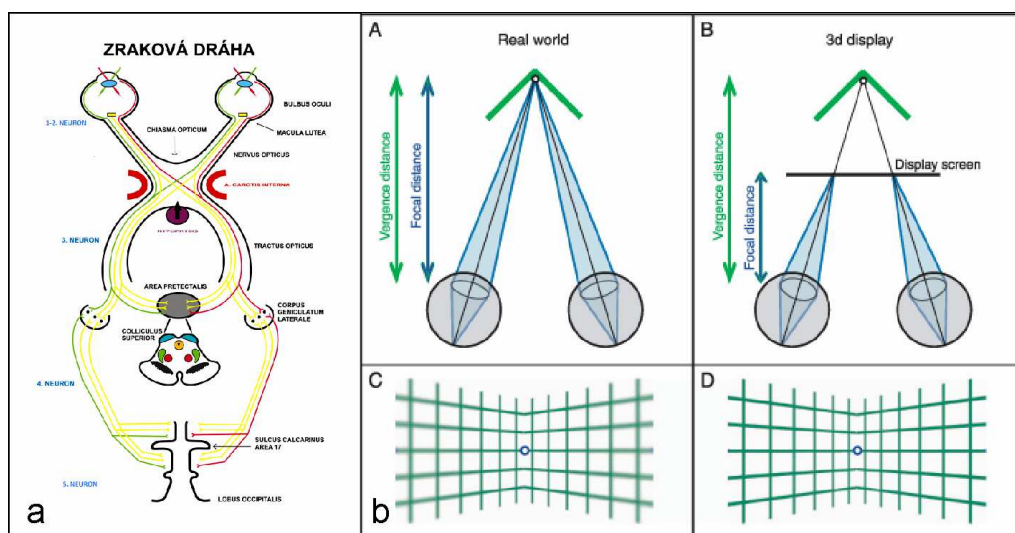 ZRAKOVÁ DRÁHA
BULBUS OCULI
1-2. NEURON
MACULA LUTEA
CHIASMA OPTICUM
NERVUS OPTICUS
A. CAROTIS INTERNA
3. NEURON
TRACTUS OPTICUS
AREA PRETECTALIS
CORPUS
GENICULATUM
LATERALE
COLLICULUS
SUPERIOR
4. NEURON
SULCUS CALCARINUS
AREA 17
5. NEURON
LOBUS OCCIPITALIS
a
A
Real world
Vergence distance
Focal distance
B
3d display
Display screen
Vergence distance
Focal distance
C
D
b